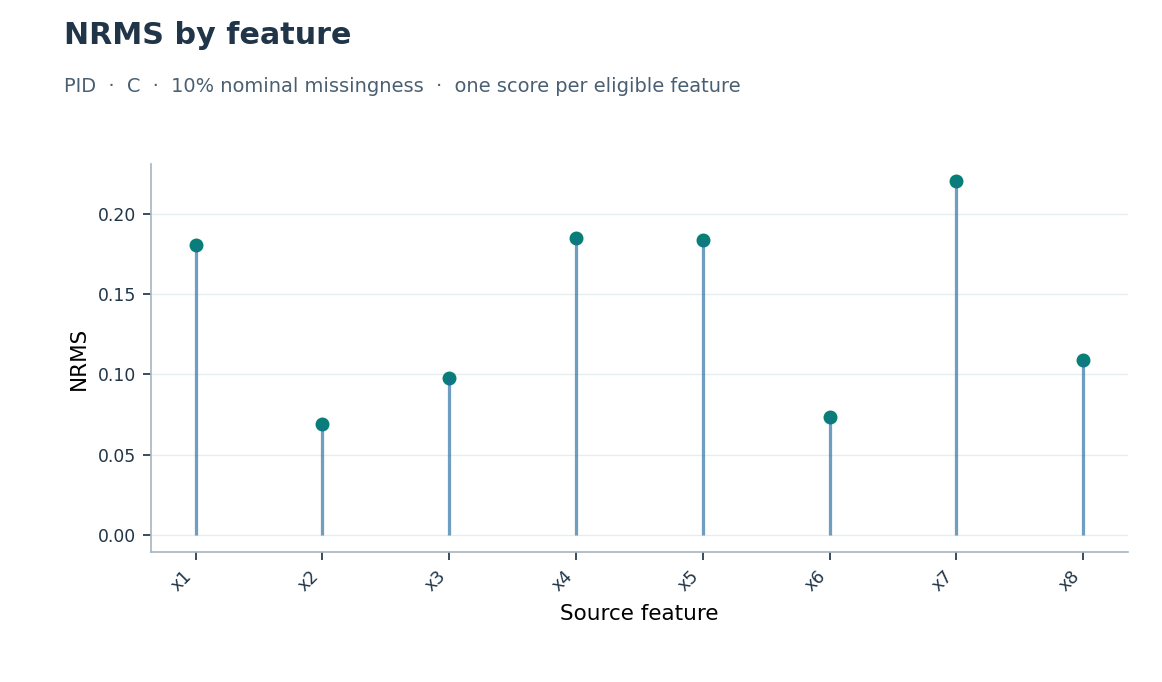 NRMS by feature
PID · C · 10% nominal missingness · one score per eligible feature
NRMS
0.20
0.15
0.10
0.05
0.00
x1 x2 x3 x4 x5 x6 x7 x8
Source feature